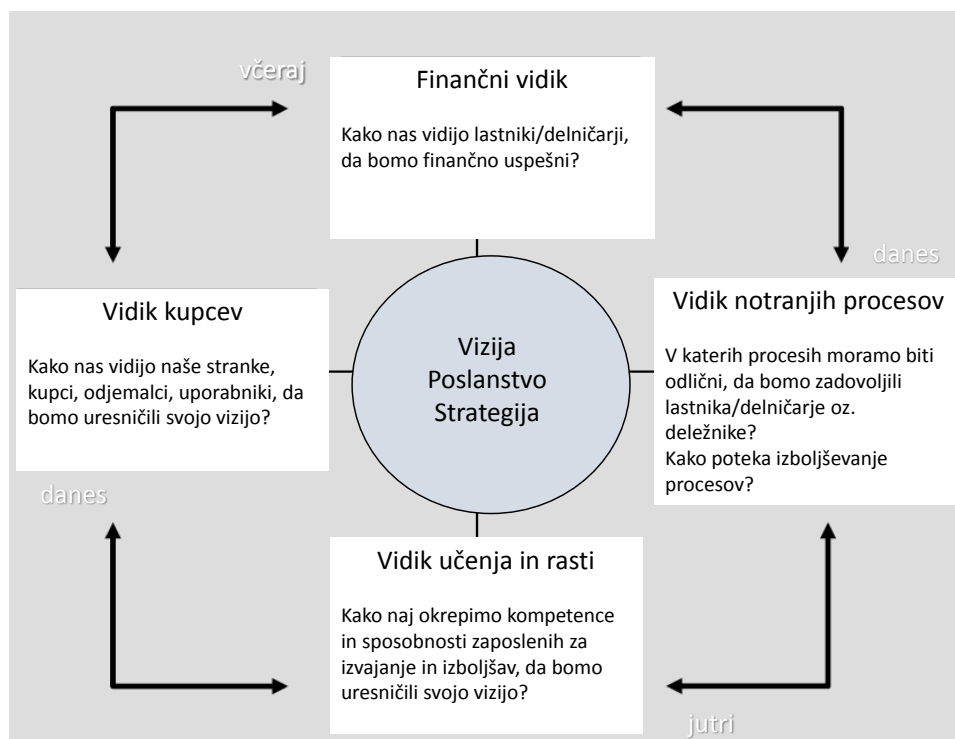 včeraj
Finančni vidik
Kako nas vidijo lastniki/delničarji,
da bomo finančno uspešni?
danes
Vidik kupcev
Kako nas vidijo naše stranke,
kupci, odjemalci, uporabniki, da
bomo uresničili svojo vizijo?
danes
Vizija
Poslanstvo
Strategija
Vidik notranjih procesov
V katerih procesih moramo biti
odlični, da bomo zadovoljili
lastnika/delničarje oz.
deležnike?
Kako poteka izboljševanje
procesov?
Vidik učenja in rasti
Kako naj okrepimo kompetence
in sposobnosti zaposlenih za
izvajanje in izboljšav, da bomo
uresničili svojo vizijo?
jutri